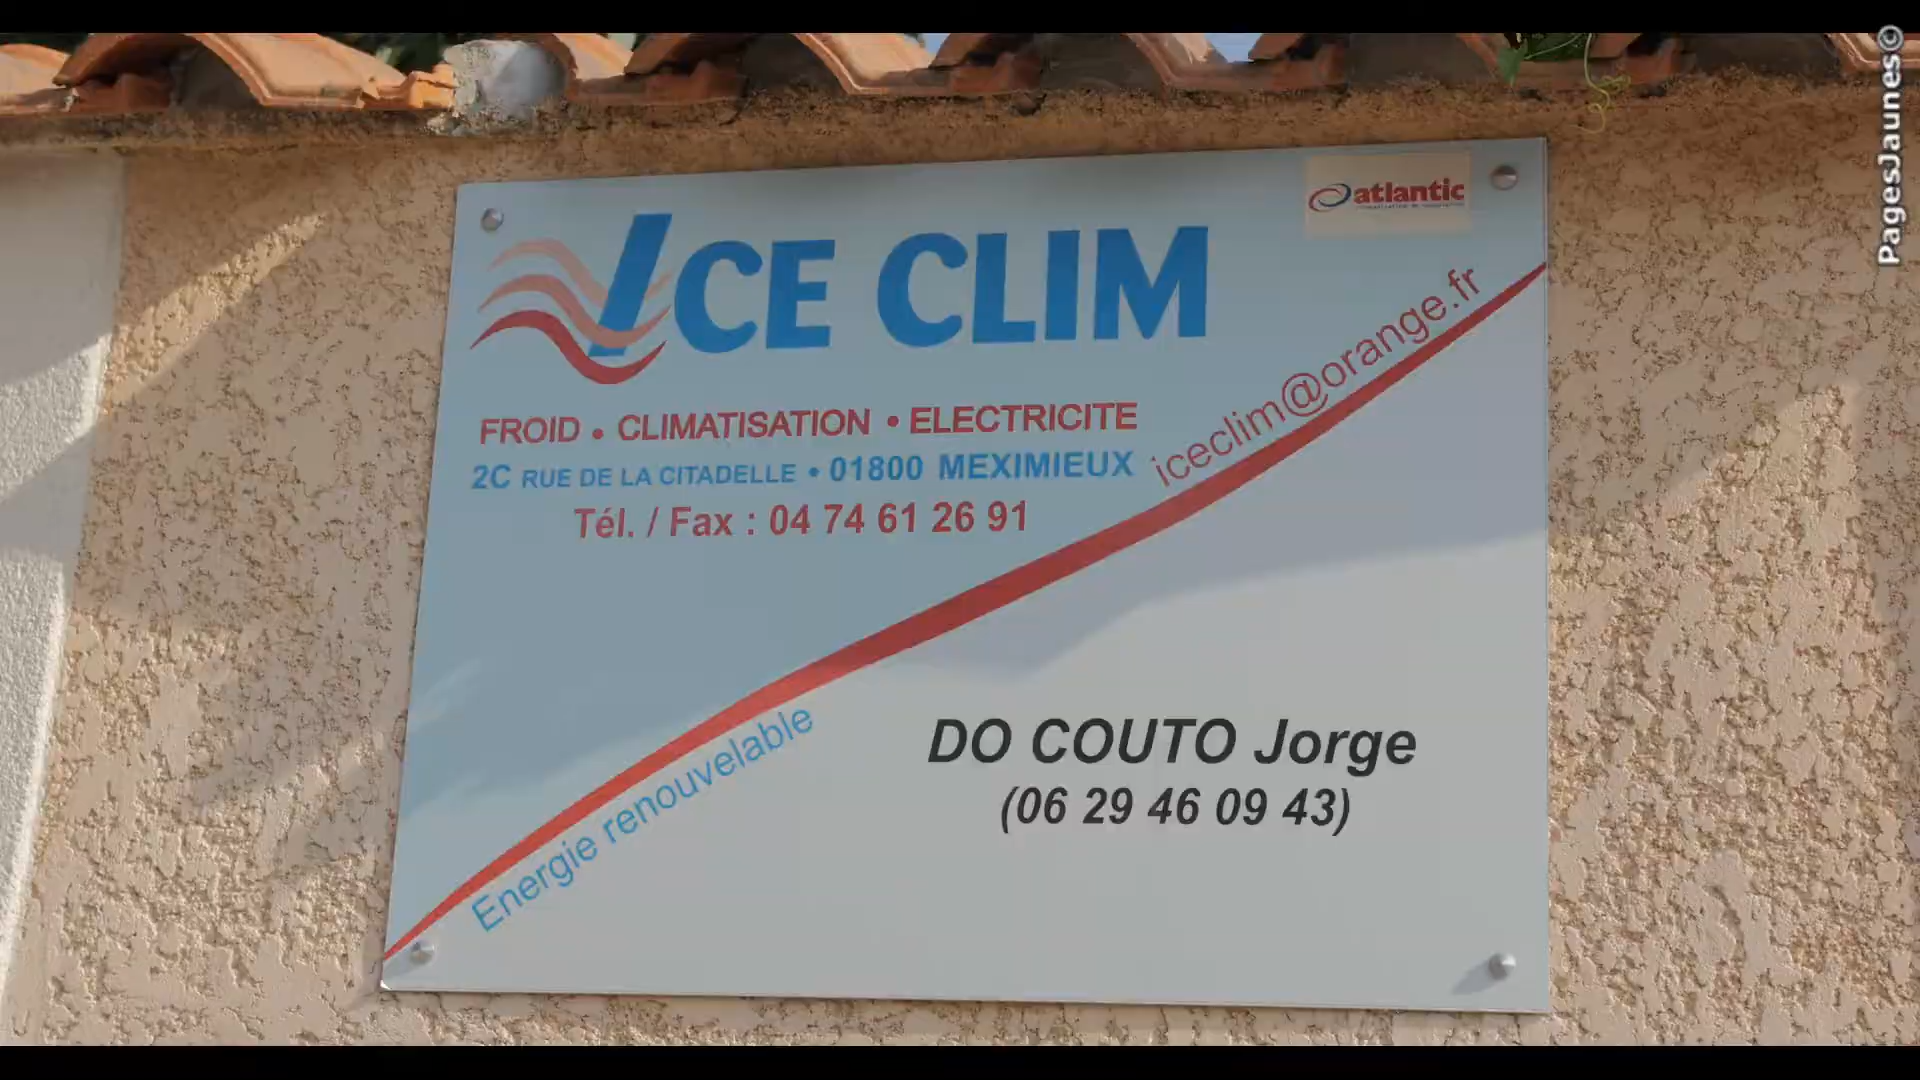 atlantic
ICE CLIM
FROID • CLIMATISATION • ELECTRICITE
2C RUE DE LA CITADELLE • 01800 MEXIMIEUX
Tél. / Fax : 04 74 61 26 91
iceclim@orange.fr
Energie renouvelable
DO COUTO Jorge
(06 29 46 09 43)
PagesJaunes©